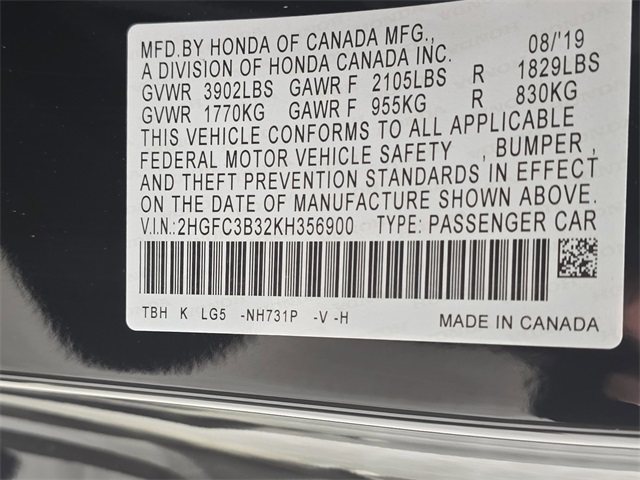 MFD.BY HONDA OF CANADA MFG., 08/'19
A DIVISION OF HONDA CANADA INC.
GVWR 3902LBS GAWR F 2105LBS R 1829LBS
GVWR 1770KG GAWR F 955KG R 830KG
THIS VEHICLE CONFORMS TO ALL APPLICABLE
FEDERAL MOTOR VEHICLE SAFETY , BUMPER ,
AND THEFT PREVENTION STANDARDS IN EFFECT
ON THE DATE OF MANUFACTURE SHOWN ABOVE.
V.I.N.:2HGFC3B32KH356900 TYPE: PASSENGER CAR
TBH K LG5 -NH731P -V -H MADE IN CANADA